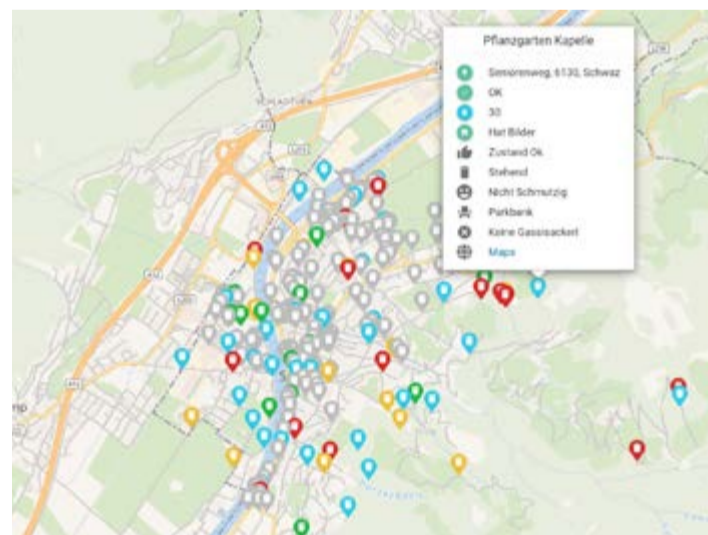 Pflanzgarten Kapelle
Seniorenweg, 6130, Schwaz
OK
30
Hat Bilder
Zustand Ok
Stehend
Nicht Schmutzig
Parkbank
Keine Gassisackerl
Maps